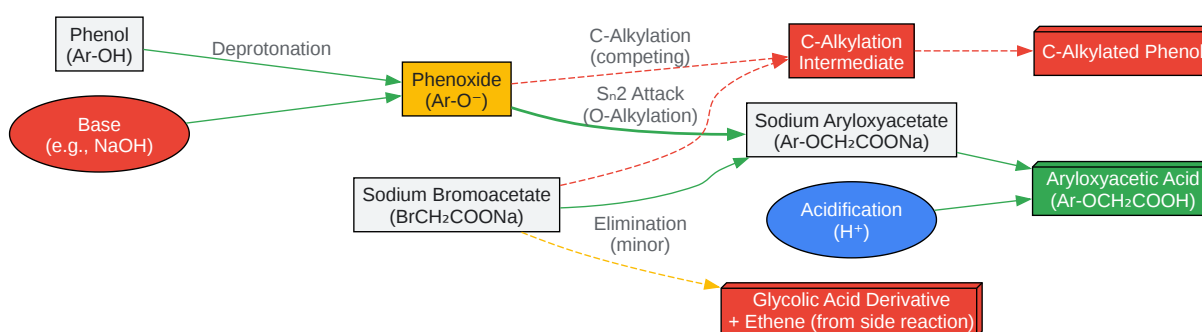 Phenol
(Ar-OH)
Deprotonation
Base
(e.g., NaOH)
Phenoxide
(Ar-O⁻)
C-Alkylation
(competing)
Sₙ2 Attack
(O-Alkylation)
C-Alkylation
Intermediate
C-Alkylated Phenol
Sodium Bromoacetate
(BrCH₂COONa)
Sodium Aryloxyacetate
(Ar-OCH₂COONa)
Elimination
(minor)
Acidification
(H⁺)
Aryloxyacetic Acid
(Ar-OCH₂COOH)
Glycolic Acid Derivative
+ Ethene (from side reaction)